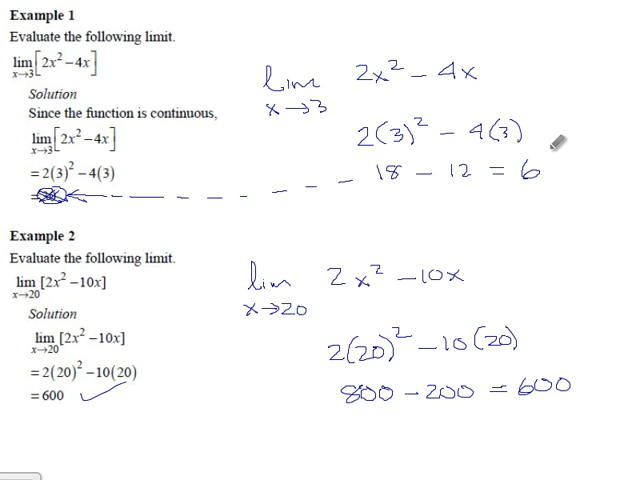 Example 1
Evaluate the following limit.
lim x→3 [2x² – 4x]
Solution
Since the function is continuous,
lim x→3 [2x² – 4x]
= 2(3)² – 4(3)
=
lim x→3 2x² – 4x
2(3)² – 4(3)
18 – 12 = 6
Example 2
Evaluate the following limit.
lim x→20 [2x² –10x]
Solution
lim x→20 [2x² –10x]
= 2(20)² –10(20)
= 600
lim x→20 2x² –10x
2(20)² –10(20)
800 – 200 = 600